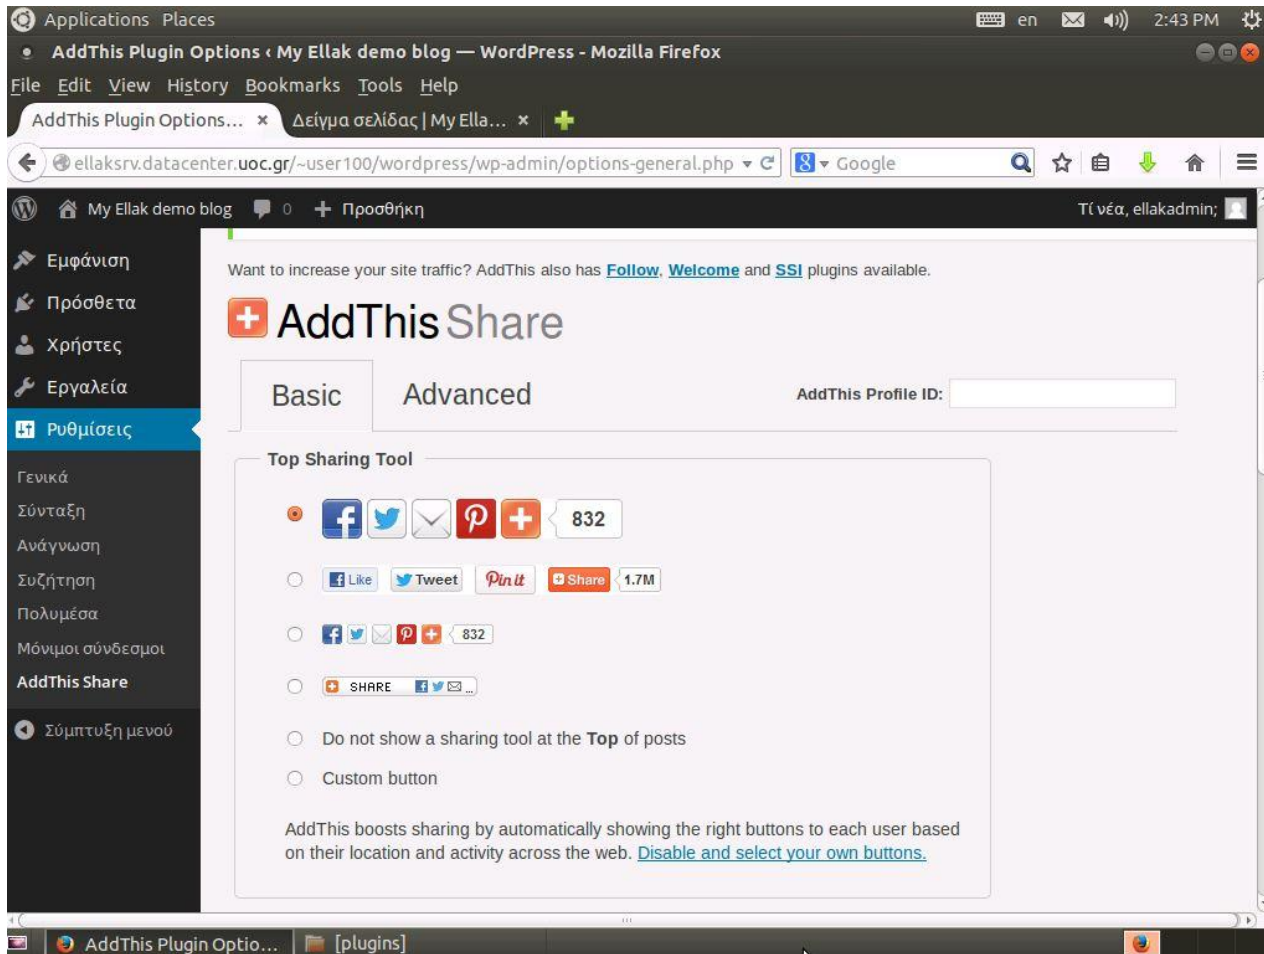 Applications Places en 2:43 PM
AddThis Plugin Options ‹ My Ellak demo blog — WordPress - Mozilla Firefox
File Edit View History Bookmarks Tools Help
AddThis Plugin Options... Δείγμα σελίδας | My Ella...
ellaksrv.datacenter.uoc.gr/~user100/wordpress/wp-admin/options-general.php Google
My Ellak demo blog 0 Προσθήκη Τί νέα, ellakadmin;
Εμφάνιση
Πρόσθετα
Χρήστες
Εργαλεία
Ρυθμίσεις
Γενικά
Σύνταξη
Ανάγνωση
Συζήτηση
Πολυμέσα
Μόνιμοι σύνδεσμοι
AddThis Share
Σύμπτυξη μενού
Want to increase your site traffic? AddThis also has Follow, Welcome and SSI plugins available.
AddThis Share
Basic Advanced AddThis Profile ID:
Top Sharing Tool
832
Like Tweet Pin it Share 1.7M
832
SHARE ...
Do not show a sharing tool at the Top of posts
Custom button
AddThis boosts sharing by automatically showing the right buttons to each user based
on their location and activity across the web. Disable and select your own buttons.
AddThis Plugin Optio... [plugins]